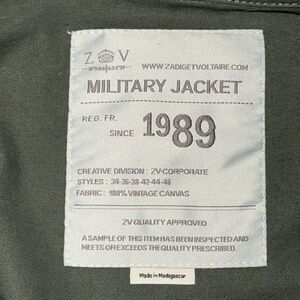 Z V
WWW.ZADIGETVOLTAIRE.COM
MILITARY JACKET
REG. FR.
SINCE 1989
CREATIVE DIVISION : ZV-CORPORATE
STYLES : 34-36-38-42-44-46
FABRIC : 100% VINTAGE CANVAS
ZV QUALITY APPROVED
A SAMPLE OF THIS ITEM HAS BEEN INSPECTED AND
MEETS OR EXCEEDS THE QUALITY PRESCRIBED.
Made in Madagascar